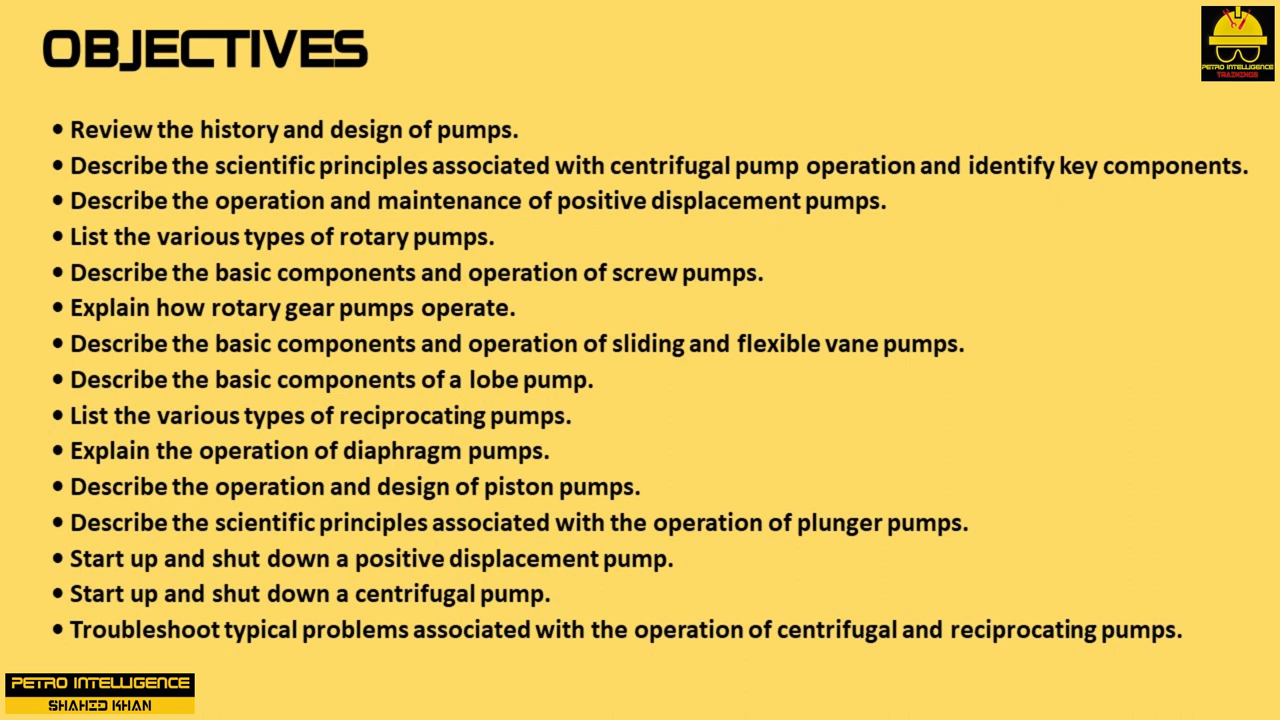 OBJECTIVES
PETRO INTELLIGENCE
TRAININGS
• Review the history and design of pumps.
• Describe the scientific principles associated with centrifugal pump operation and identify key components.
• Describe the operation and maintenance of positive displacement pumps.
• List the various types of rotary pumps.
• Describe the basic components and operation of screw pumps.
• Explain how rotary gear pumps operate.
• Describe the basic components and operation of sliding and flexible vane pumps.
• Describe the basic components of a lobe pump.
• List the various types of reciprocating pumps.
• Explain the operation of diaphragm pumps.
• Describe the operation and design of piston pumps.
• Describe the scientific principles associated with the operation of plunger pumps.
• Start up and shut down a positive displacement pump.
• Start up and shut down a centrifugal pump.
• Troubleshoot typical problems associated with the operation of centrifugal and reciprocating pumps.
PETRO INTELLIGENCE
SHAHID KHAN